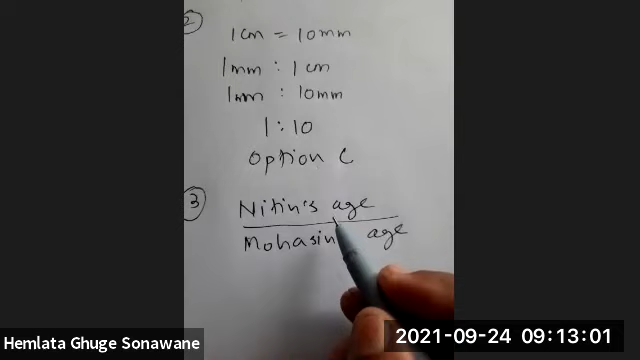 2
1cm = 10mm
1mm : 1cm
1mm : 10mm
1:10
Option C
3
Nitin's age
Mohasin age
Hemlata Ghuge Sonawane
2021-09-24 09:13:01